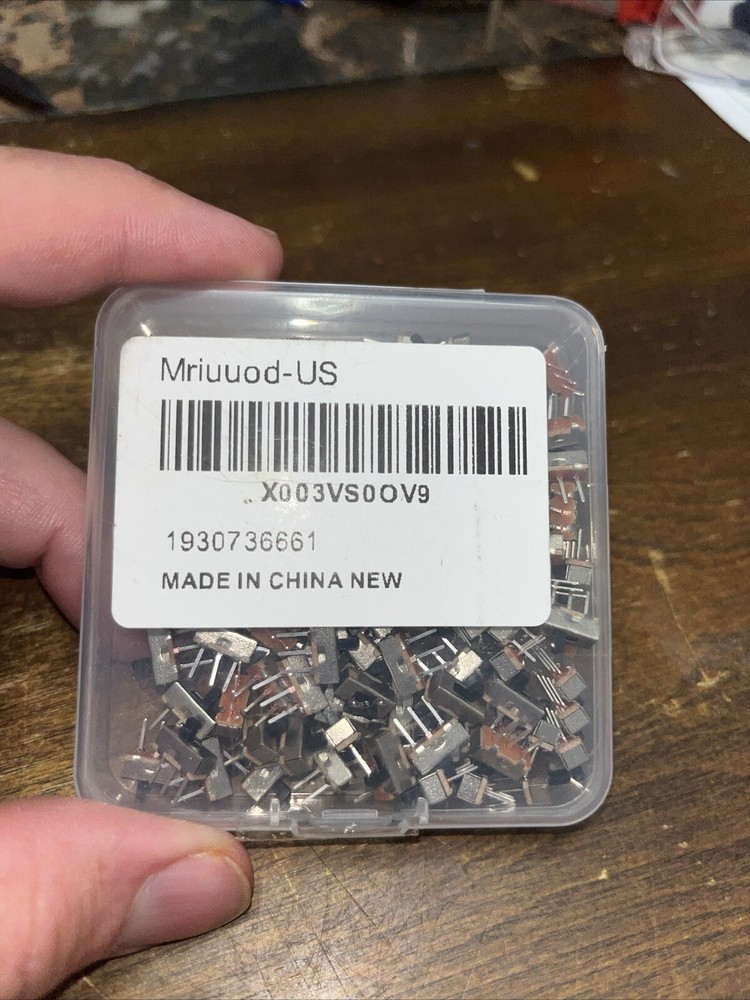 Mriuuod-US
X003VS0OV9
1930736661
MADE IN CHINA NEW